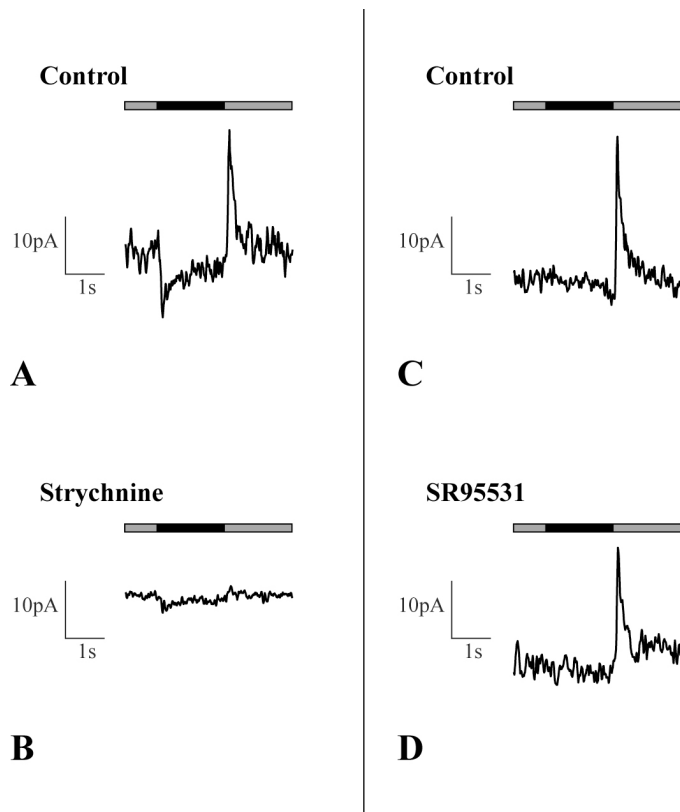 Control
10pA
1s
A
Strychnine
10pA
1s
B
Control
10pA
1s
C
SR95531
10pA
1s
D